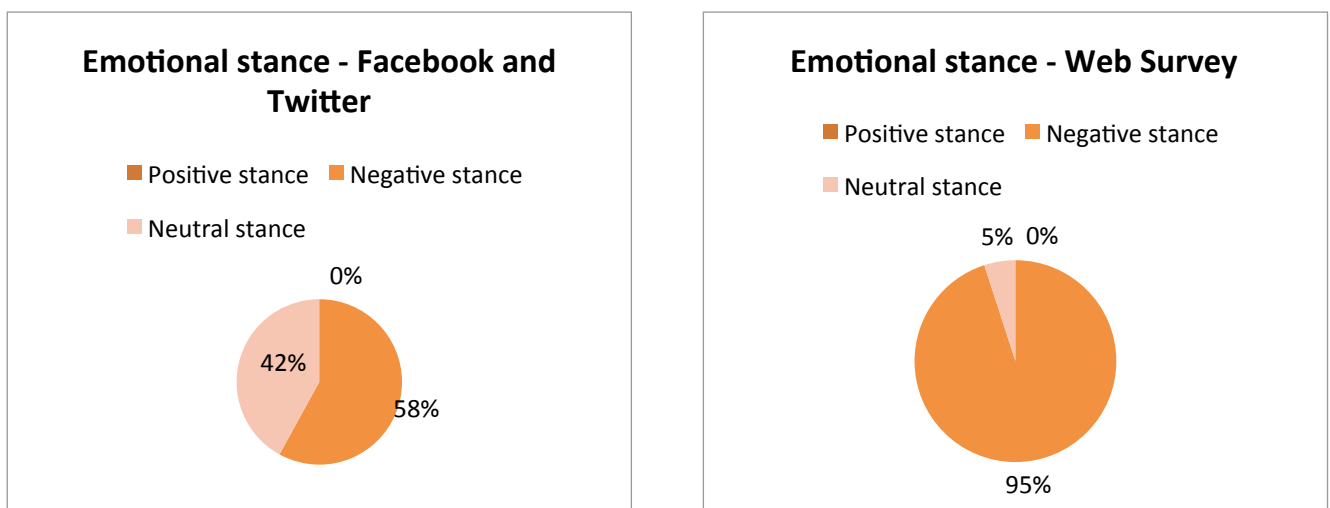 Emotional stance - Facebook and
Twitter
Positive stance Negative stance
Neutral stance
0%
42%
58%
Emotional stance - Web Survey
Positive stance Negative stance
Neutral stance
5% 0%
95%